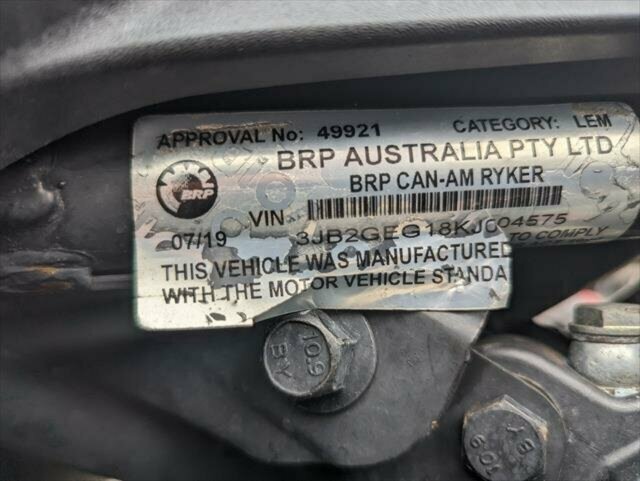 APPROVAL No: 49921 CATEGORY: LEM
BRP AUSTRALIA PTY LTD
BRP CAN-AM RYKER
BRP
VIN
07/19 3JB2GEG18KJ004575
TO COMPLY
THIS VEHICLE WAS MANUFACTURED
WITH THE MOTOR VEHICLE STANDA
10.9
BY
BY
10.9